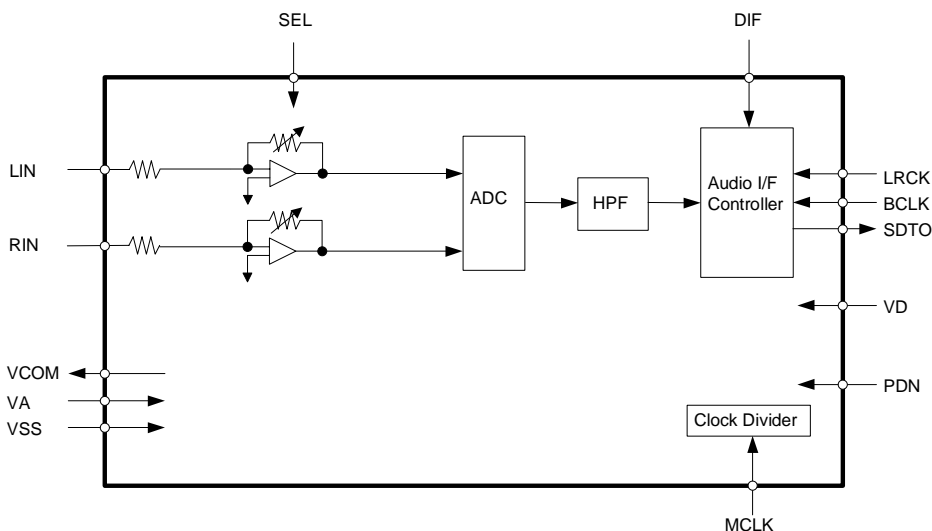 SEL
DIF
LIN
RIN
ADC
HPF
Audio I/F
Controller
LRCK
BCLK
SDTO
VD
VCOM
VA
VSS
PDN
Clock Divider
MCLK